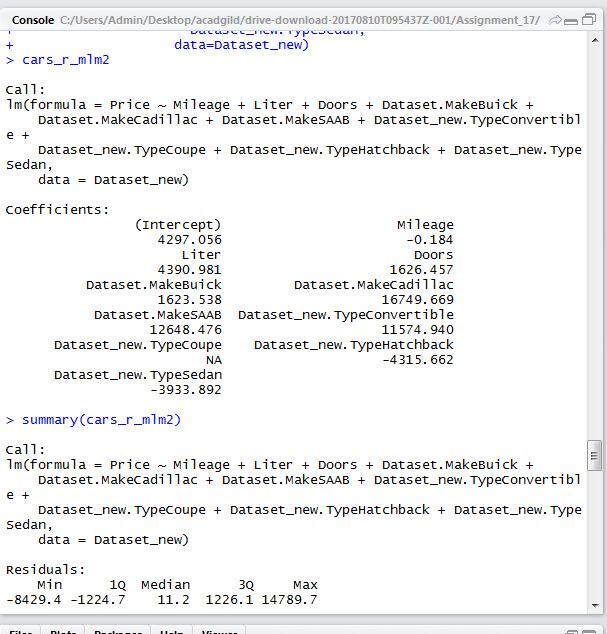 Console C:/Users/Admin/Desktop/acadgild/drive-download-20170810T095437Z-001/Assignment_17/
+ Dataset_new.TypeSedan,
+ data=Dataset_new)
> cars_r_mlm2
Call:
lm(formula = Price ~ Mileage + Liter + Doors + Dataset.MakeBuick +
Dataset.MakeCadillac + Dataset.MakeSAAB + Dataset_new.TypeConvertibl
e +
Dataset_new.TypeCoupe + Dataset_new.TypeHatchback + Dataset_new.Type
Sedan,
data = Dataset_new)
Coefficients:
(Intercept) Mileage
4297.056 -0.184
Liter Doors
4390.981 1626.457
Dataset.MakeBuick Dataset.MakeCadillac
1623.538 16749.669
Dataset.MakeSAAB Dataset_new.TypeConvertible
12648.476 11574.940
Dataset_new.TypeCoupe Dataset_new.TypeHatchback
NA -4315.662
Dataset_new.TypeSedan
-3933.892
> summary(cars_r_mlm2)
Call:
lm(formula = Price ~ Mileage + Liter + Doors + Dataset.MakeBuick +
Dataset.MakeCadillac + Dataset.MakeSAAB + Dataset_new.TypeConvertibl
e +
Dataset_new.TypeCoupe + Dataset_new.TypeHatchback + Dataset_new.Type
Sedan,
data = Dataset_new)
Residuals:
Min 1Q Median 3Q Max
-8429.4 -1224.7 11.2 1226.1 14789.7
Files Plots Packages Help Viewer